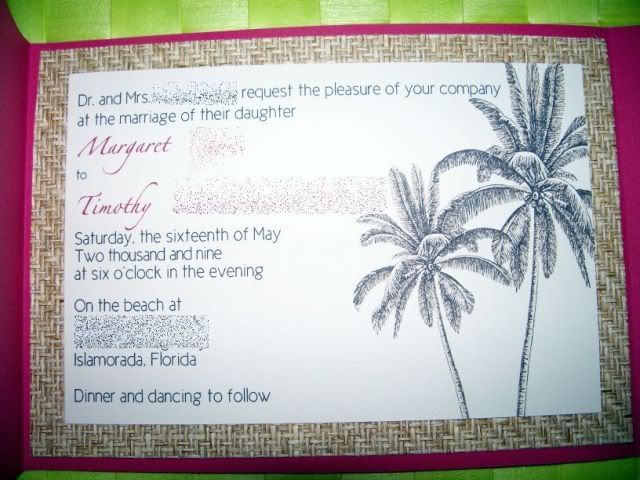 Dr. and Mrs. request the pleasure of your company
at the marriage of their daughter
Margaret
to
Timothy
Saturday, the sixteenth of May
Two thousand and nine
at six o'clock in the evening
On the beach at
Islamorada, Florida
Dinner and dancing to follow